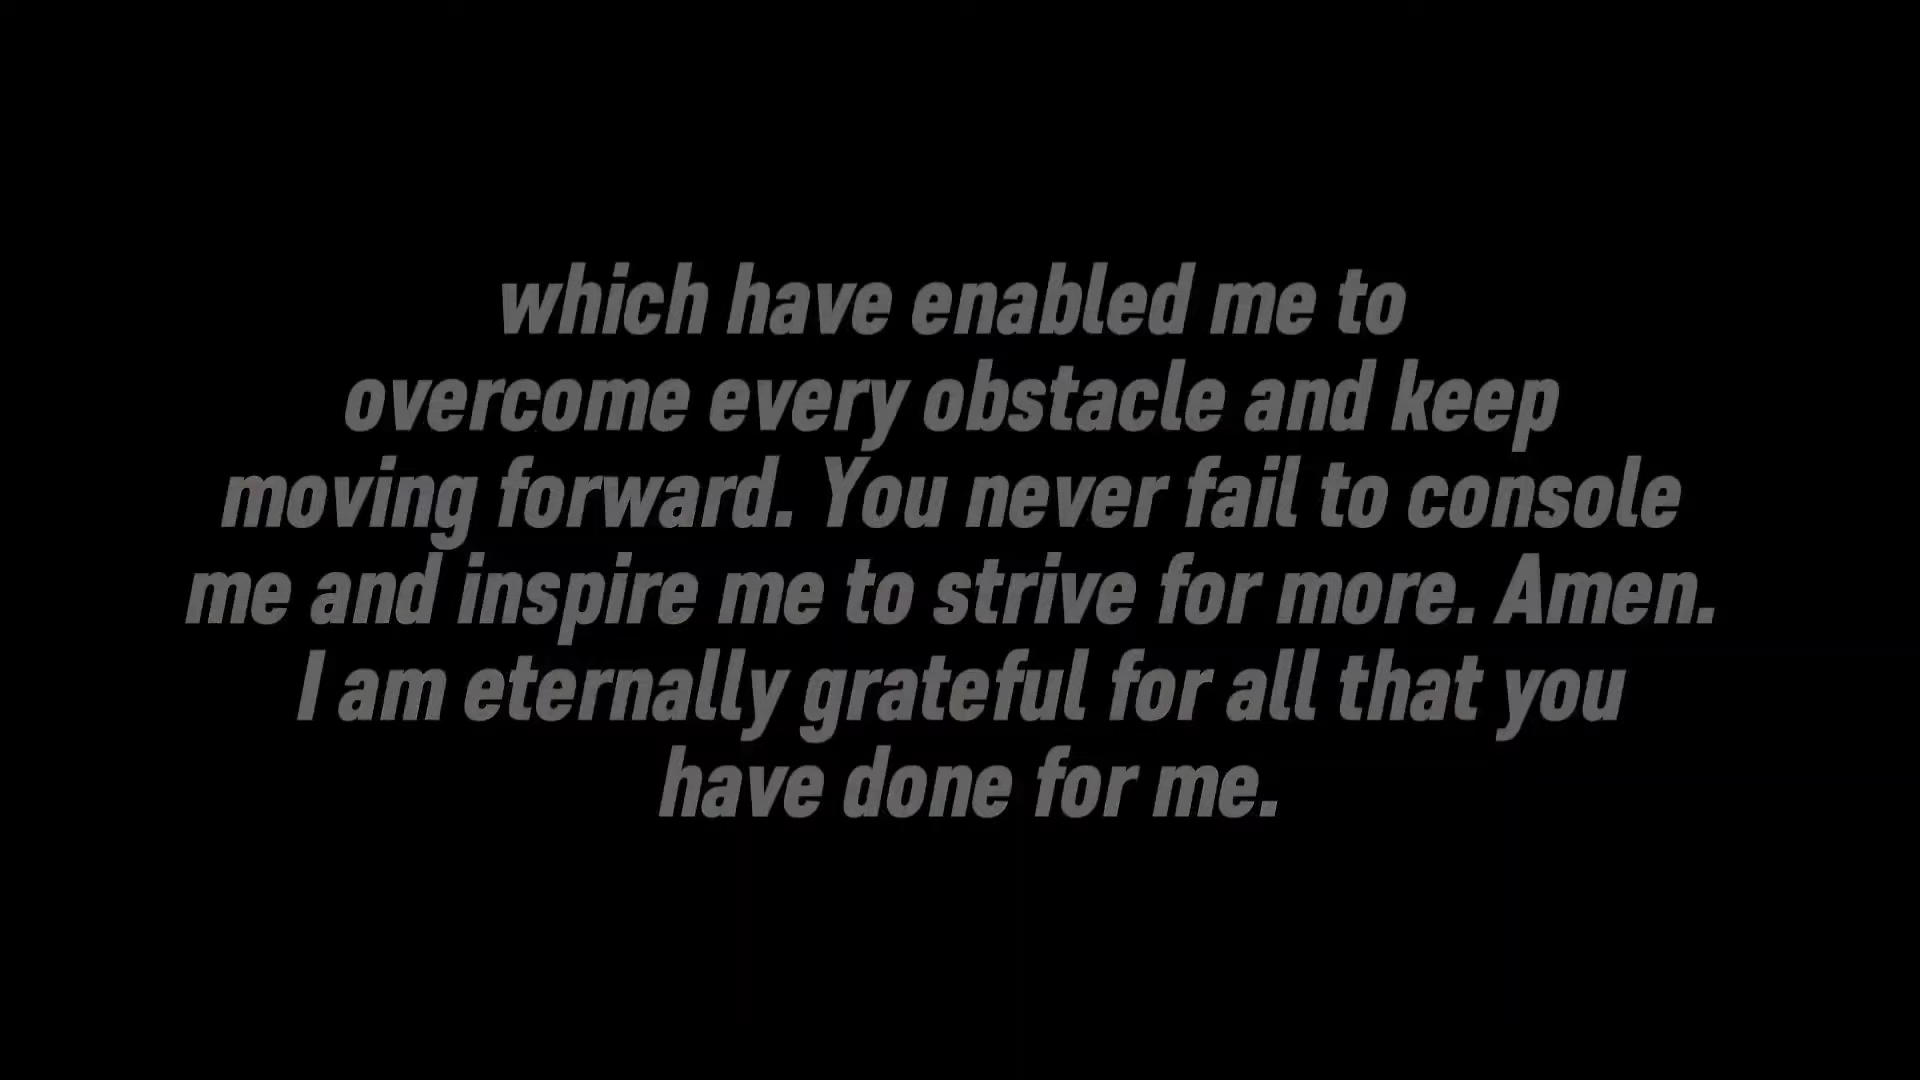 which have enabled me to
overcome every obstacle and keep
moving forward. You never fail to console
me and inspire me to strive for more. Amen.
I am eternally grateful for all that you
have done for me.